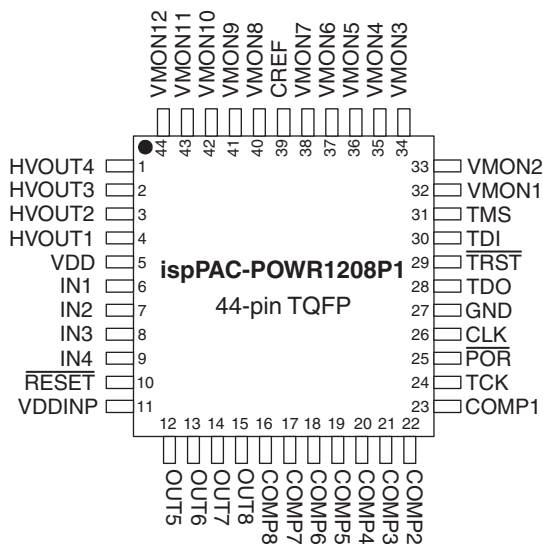 VMON12
VMON11
VMON10
VMON9
VMON8
CREF
VMON7
VMON6
VMON5
VMON4
VMON3
44
43
42
41
40
39
38
37
36
35
34
HVOUT4 1
HVOUT3 2
HVOUT2 3
HVOUT1 4
VDD 5
IN1 6
IN2 7
IN3 8
IN4 9
RESET 10
VDDINP 11
ispPAC-POWR1208P1
44-pin TQFP
33 VMON2
32 VMON1
31 TMS
30 TDI
29 TRST
28 TDO
27 GND
26 CLK
25 POR
24 TCK
23 COMP1
12 13 14 15 16 17 18 19 20 21 22
OUT5
OUT6
OUT7
OUT8
COMP8
COMP7
COMP6
COMP5
COMP4
COMP3
COMP2